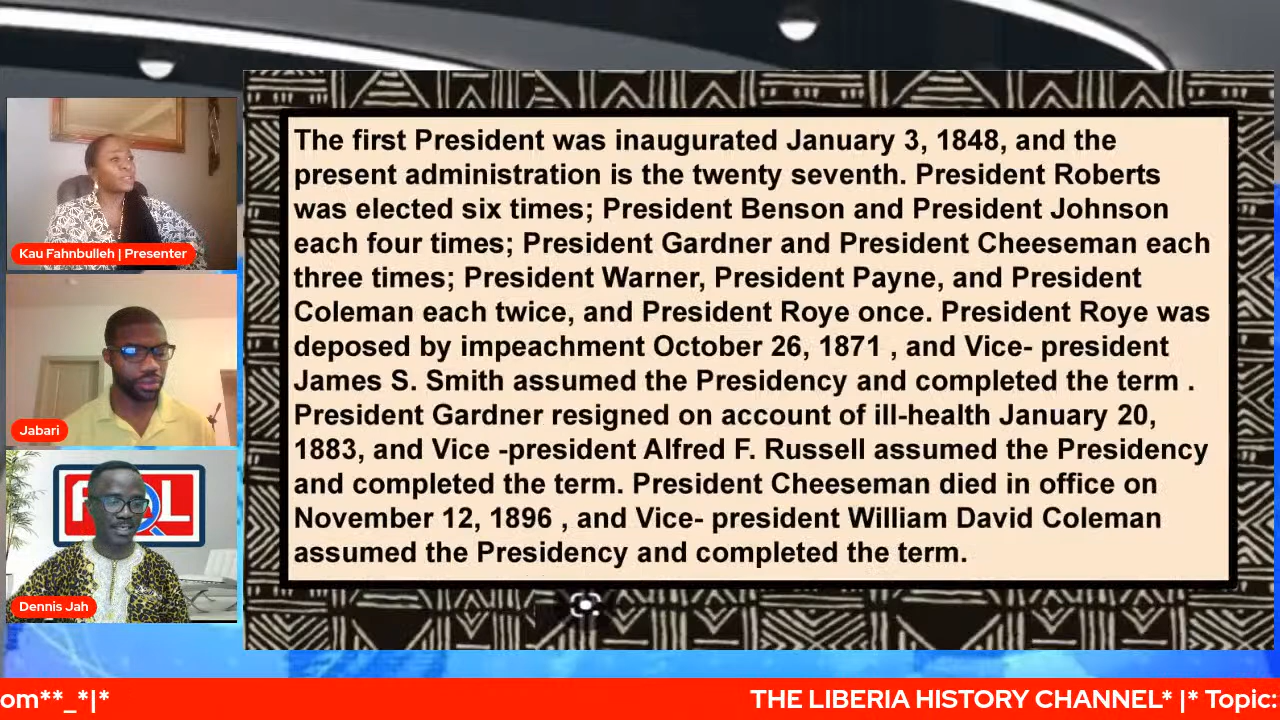 Kau Fahnbulleh | Presenter
Jabari
Dennis Jah
The first President was inaugurated January 3, 1848, and the
present administration is the twenty seventh. President Roberts
was elected six times; President Benson and President Johnson
each four times; President Gardner and President Cheeseman each
three times; President Warner, President Payne, and President
Coleman each twice, and President Roye once. President Roye was
deposed by impeachment October 26, 1871 , and Vice- president
James S. Smith assumed the Presidency and completed the term .
President Gardner resigned on account of ill-health January 20,
1883, and Vice -president Alfred F. Russell assumed the Presidency
and completed the term. President Cheeseman died in office on
November 12, 1896 , and Vice- president William David Coleman
assumed the Presidency and completed the term.
om**_*|* THE LIBERIA HISTORY CHANNEL* |* Topic: